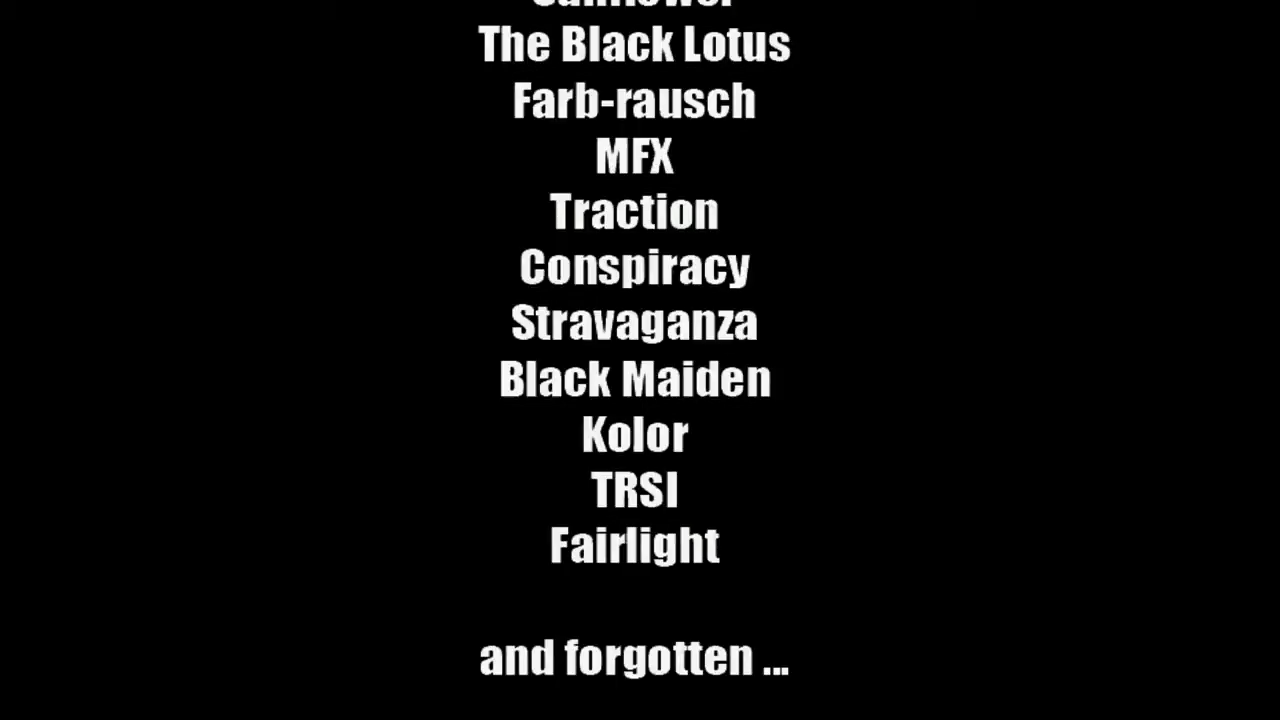 The Black Lotus
Farb-rausch
MFX
Traction
Conspiracy
Stravaganza
Black Maiden
Kolor
TRSI
Fairlight
and forgotten ...